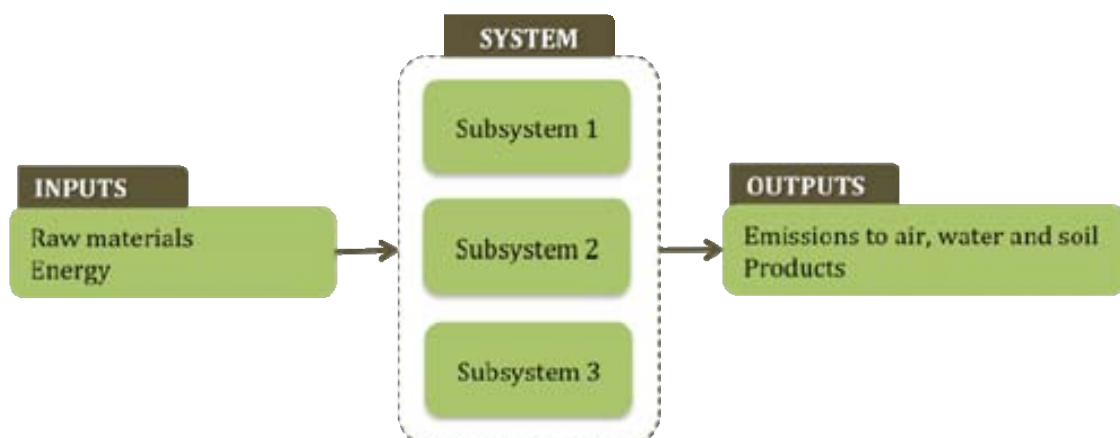 SYSTEM
Subsystem 1
Subsystem 2
Subsystem 3
INPUTS
Raw materials
Energy
OUTPUTS
Emissions to air, water and soil
Products